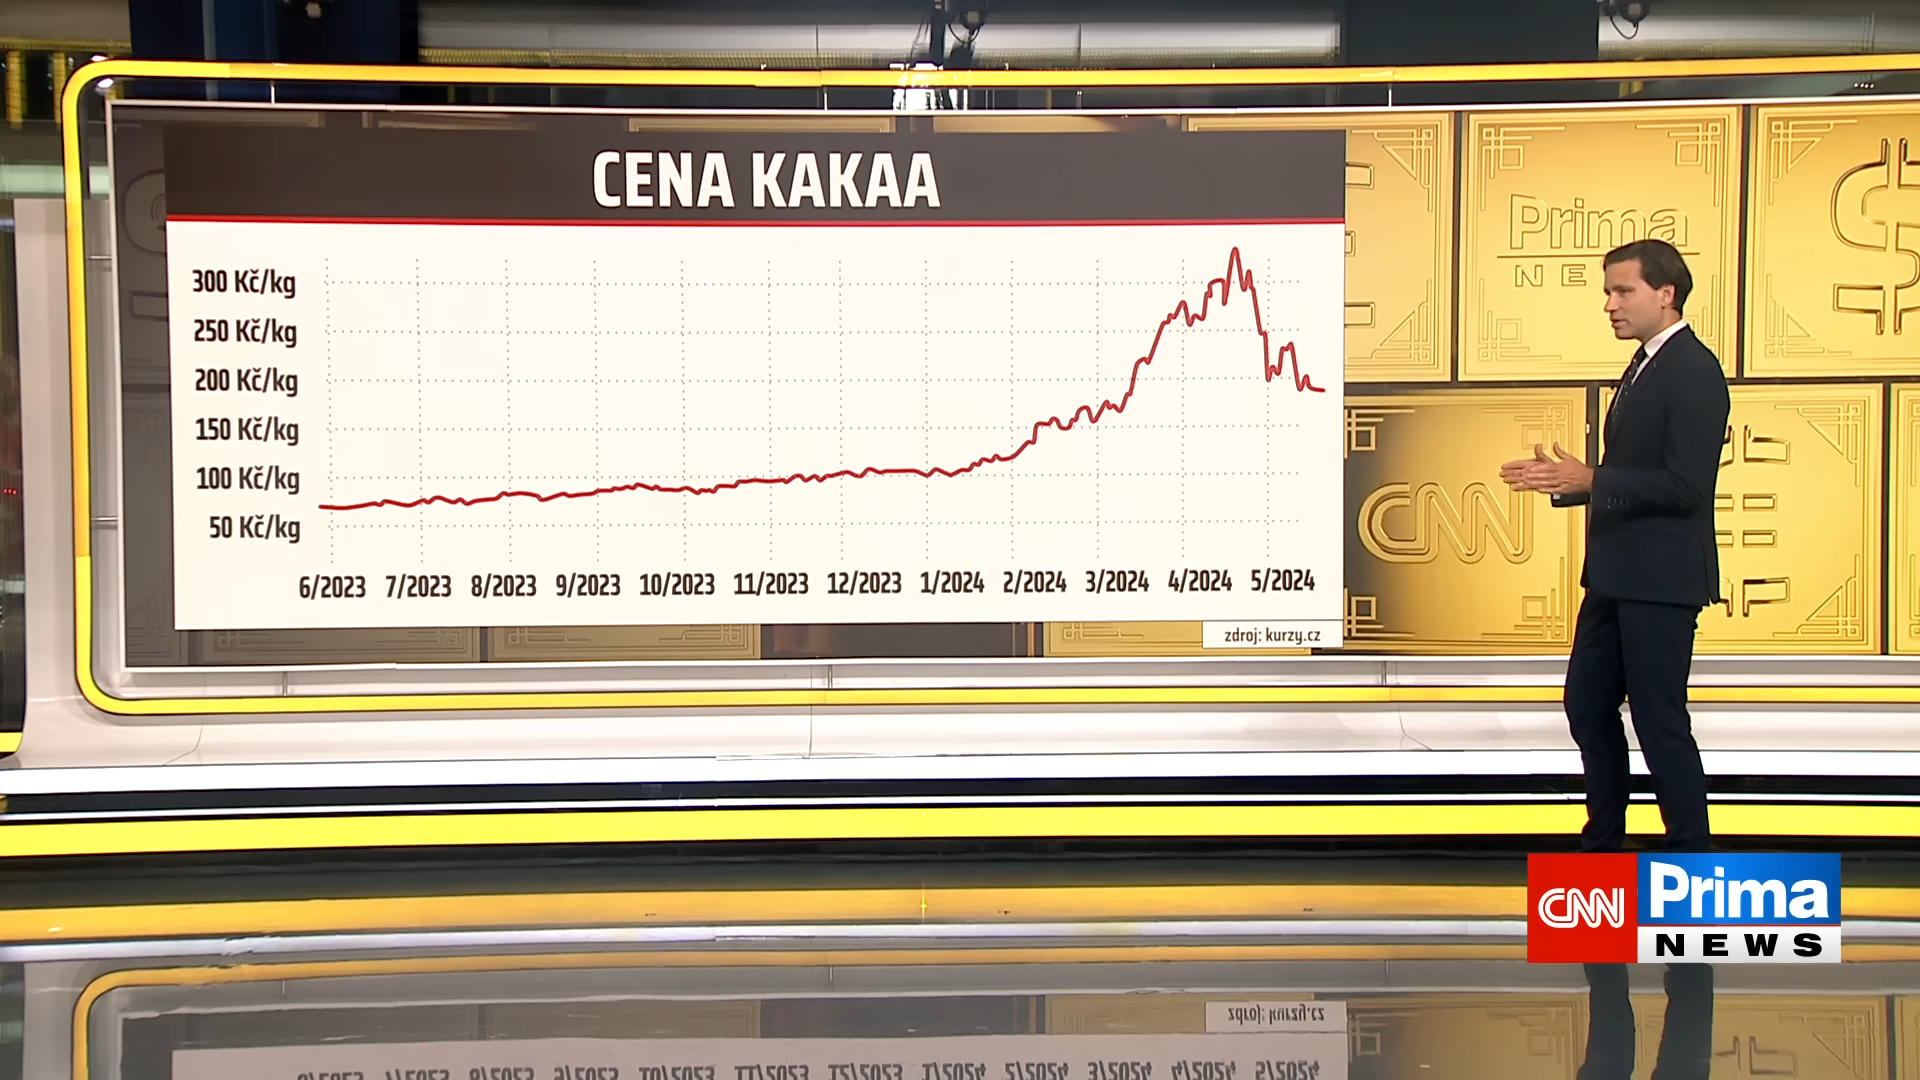 CENA KAKAA
300 Kč/kg
250 Kč/kg
200 Kč/kg
150 Kč/kg
100 Kč/kg
50 Kč/kg
6/2023 7/2023 8/2023 9/2023 10/2023 11/2023 12/2023 1/2024 2/2024 3/2024 4/2024 5/2024
zdroj: kurzy.cz
Prima
NE
$
CNN
CNN Prima
NEWS